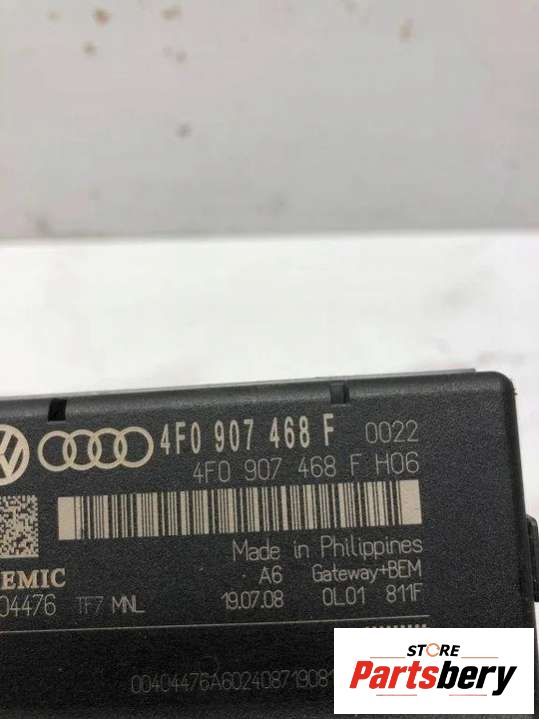 4F0 907 468 F 0022
4F0 907 468 F H06
Made in Philippines
A6 Gateway+BEM
EMIC
04476 TF7 MNL 19.07.08 0L01 811F
00404476A602408719081
STORE
Partsbery